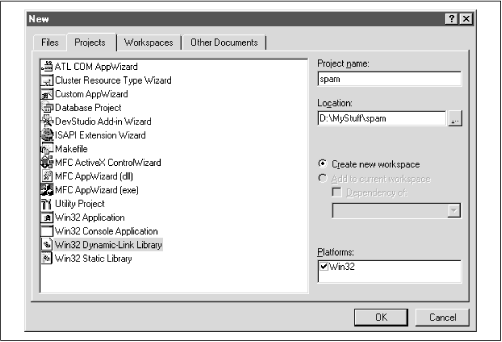 New
Files
Projects
Workspaces
Other Documents
ATL COM AppWizard
Cluster Resource Type Wizard
Custom AppWizard
Database Project
DevStudio Add-in Wizard
ISAPI Extension Wizard
Makefile
MFC ActiveX ControlWizard
MFC AppWizard (dll)
MFC AppWizard (exe)
Utility Project
Win32 Application
Win32 Console Application
Win32 Dynamic-Link Library
Win32 Static Library
Project name:
spam
Location:
D:\MyStuff\spam
...
Create new workspace
Add to current workspace
Dependency of:
Platforms:
Win32
OK
Cancel